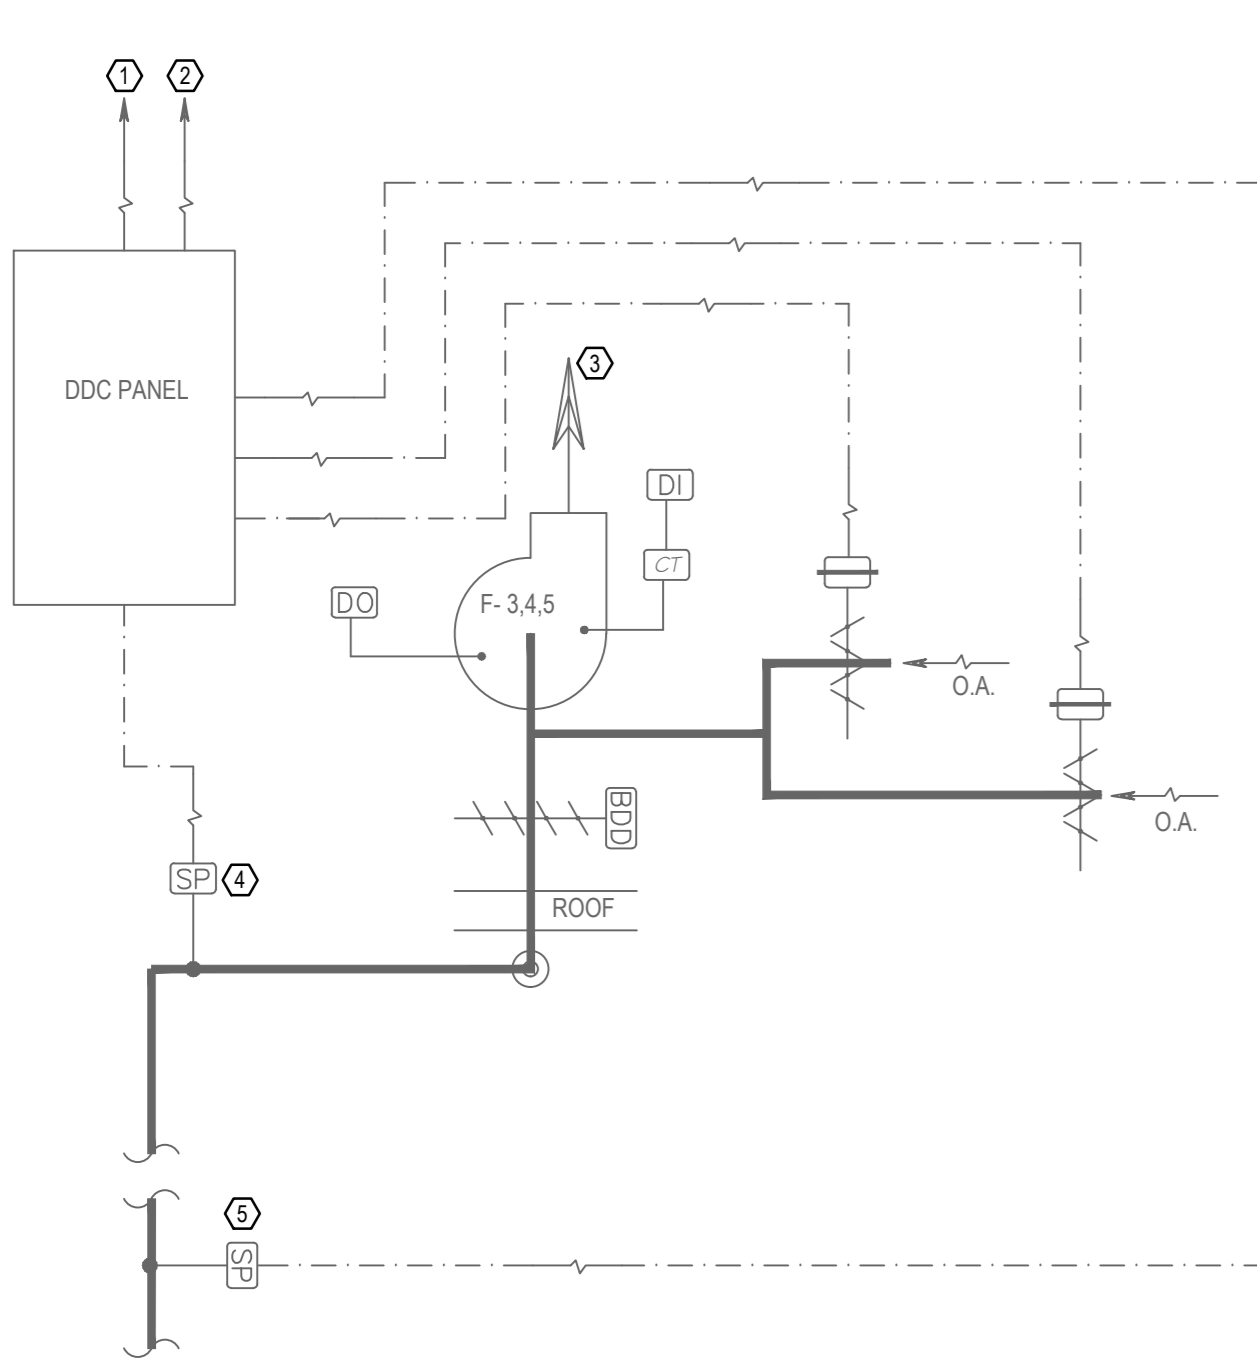 1
2
DDC PANEL
3
DI
CT
DO
F- 3,4,5
O.A.
O.A.
BDD
SP
4
ROOF
5
SP